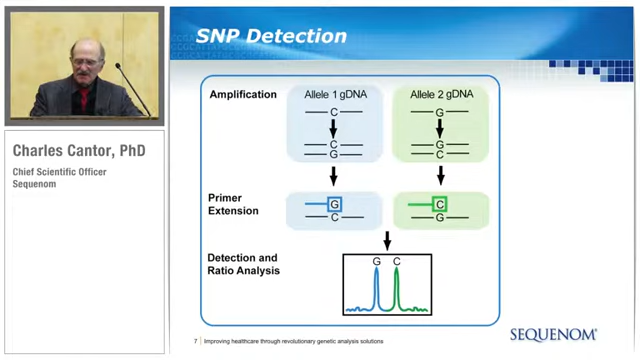 SNP Detection
Charles Cantor, PhD
Chief Scientific Officer
Sequenom
Amplification
Allele 1 gDNA
Allele 2 gDNA
C
G
C
G
G
C
Primer
Extension
G
C
C
G
Detection and
Ratio Analysis
G C
7 Improving healthcare through revolutionary genetic analysis solutions
SEQUENOM®